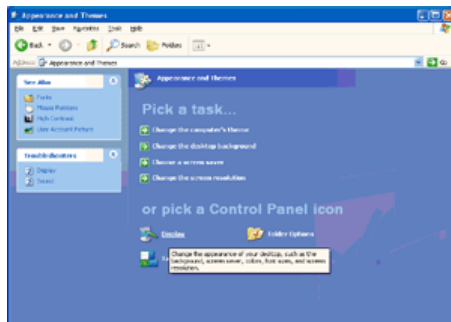 Appearance and Themes
File Edit View Favorites Tools Help
Back Search Folders
Address Appearance and Themes Go
See Also
Fonts
Mouse Pointers
High Contrast
User Account Picture
Troubleshooters
Display
Sound
Appearance and Themes
Pick a task...
Change the computer's theme
Change the desktop background
Choose a screen saver
Change the screen resolution
or pick a Control Panel icon
Display Folder Options
Change the appearance of your desktop, such as the
background, screen saver, colors, font sizes, and screen
resolution.